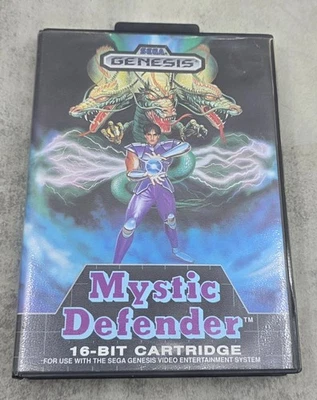 SEGA
GENESIS
Mystic
Defender™
16-BIT CARTRIDGE
FOR USE WITH THE SEGA GENESIS VIDEO ENTERTAINMENT SYSTEM